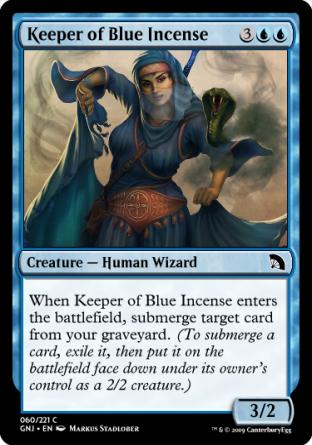 Keeper of Blue Incense 3
Creature — Human Wizard
When Keeper of Blue Incense enters
the battlefield, submerge target card
from your graveyard. (To submerge a
card, exile it, then put it on the
battlefield face down under its owner's
control as a 2/2 creature.)
3/2
060/221 C
GNJ • EN Markus Stadlober
™ & © 2019 CanterburyEgg